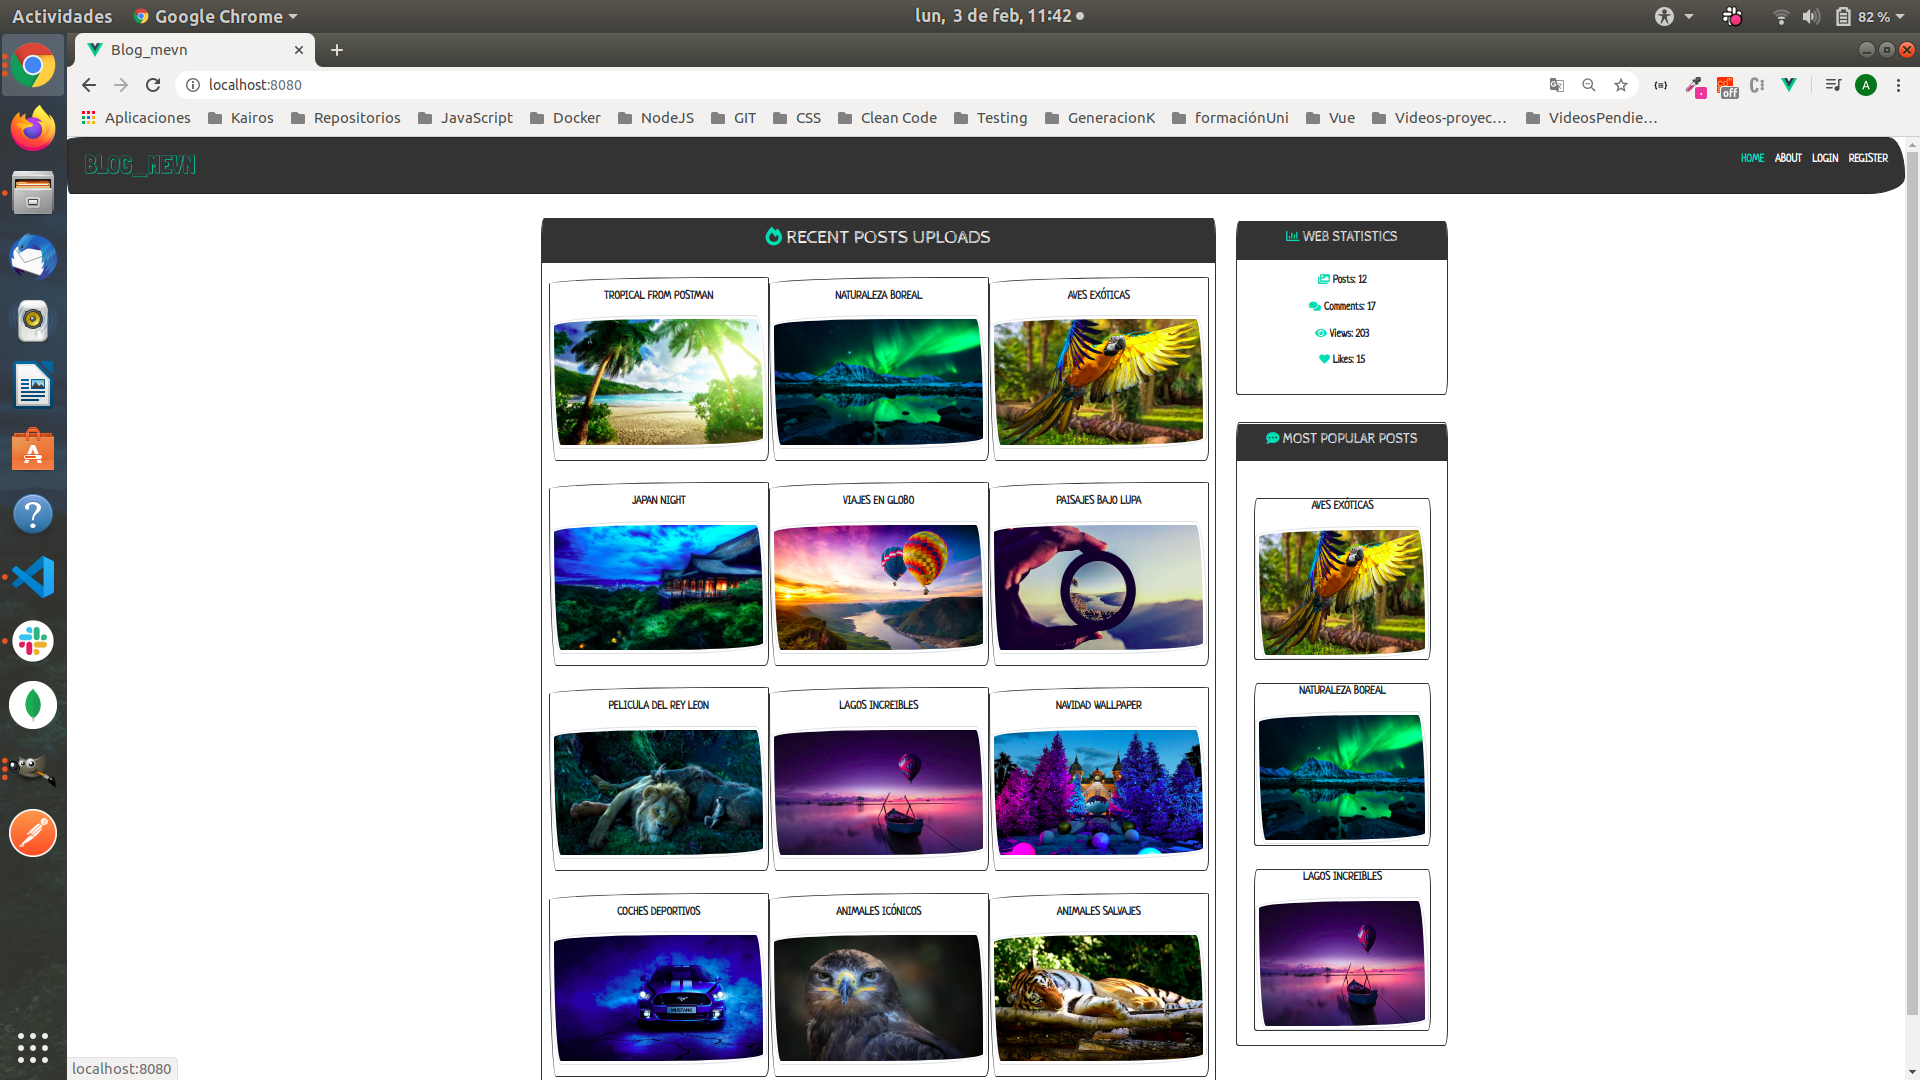 Actividades
Google Chrome
lun, 3 de feb, 11:42
82 %
Blog_mevn
localhost:8080
off
A
Aplicaciones
Kairos
Repositorios
JavaScript
Docker
NodeJS
GIT
CSS
Clean Code
Testing
GeneracionK
formaciónUni
Vue
Videos-proyec...
VideosPendie...
BLOG_MEVN
HOME ABOUT LOGIN REGISTER
RECENT POSTS UPLOADS
TROPICAL FROM POSTMAN
NATURALEZA BOREAL
AVES EXÓTICAS
JAPAN NIGHT
VIAJES EN GLOBO
PAISAJES BAJO LUPA
PELICULA DEL REY LEON
LAGOS INCREIBLES
NAVIDAD WALLPAPER
COCHES DEPORTIVOS
ANIMALES ICÓNICOS
ANIMALES SALVAJES
MUSTANG
WEB STATISTICS
Posts: 12
Comments: 17
Views: 203
Likes: 15
MOST POPULAR POSTS
AVES EXÓTICAS
NATURALEZA BOREAL
LAGOS INCREIBLES
localhost:8080